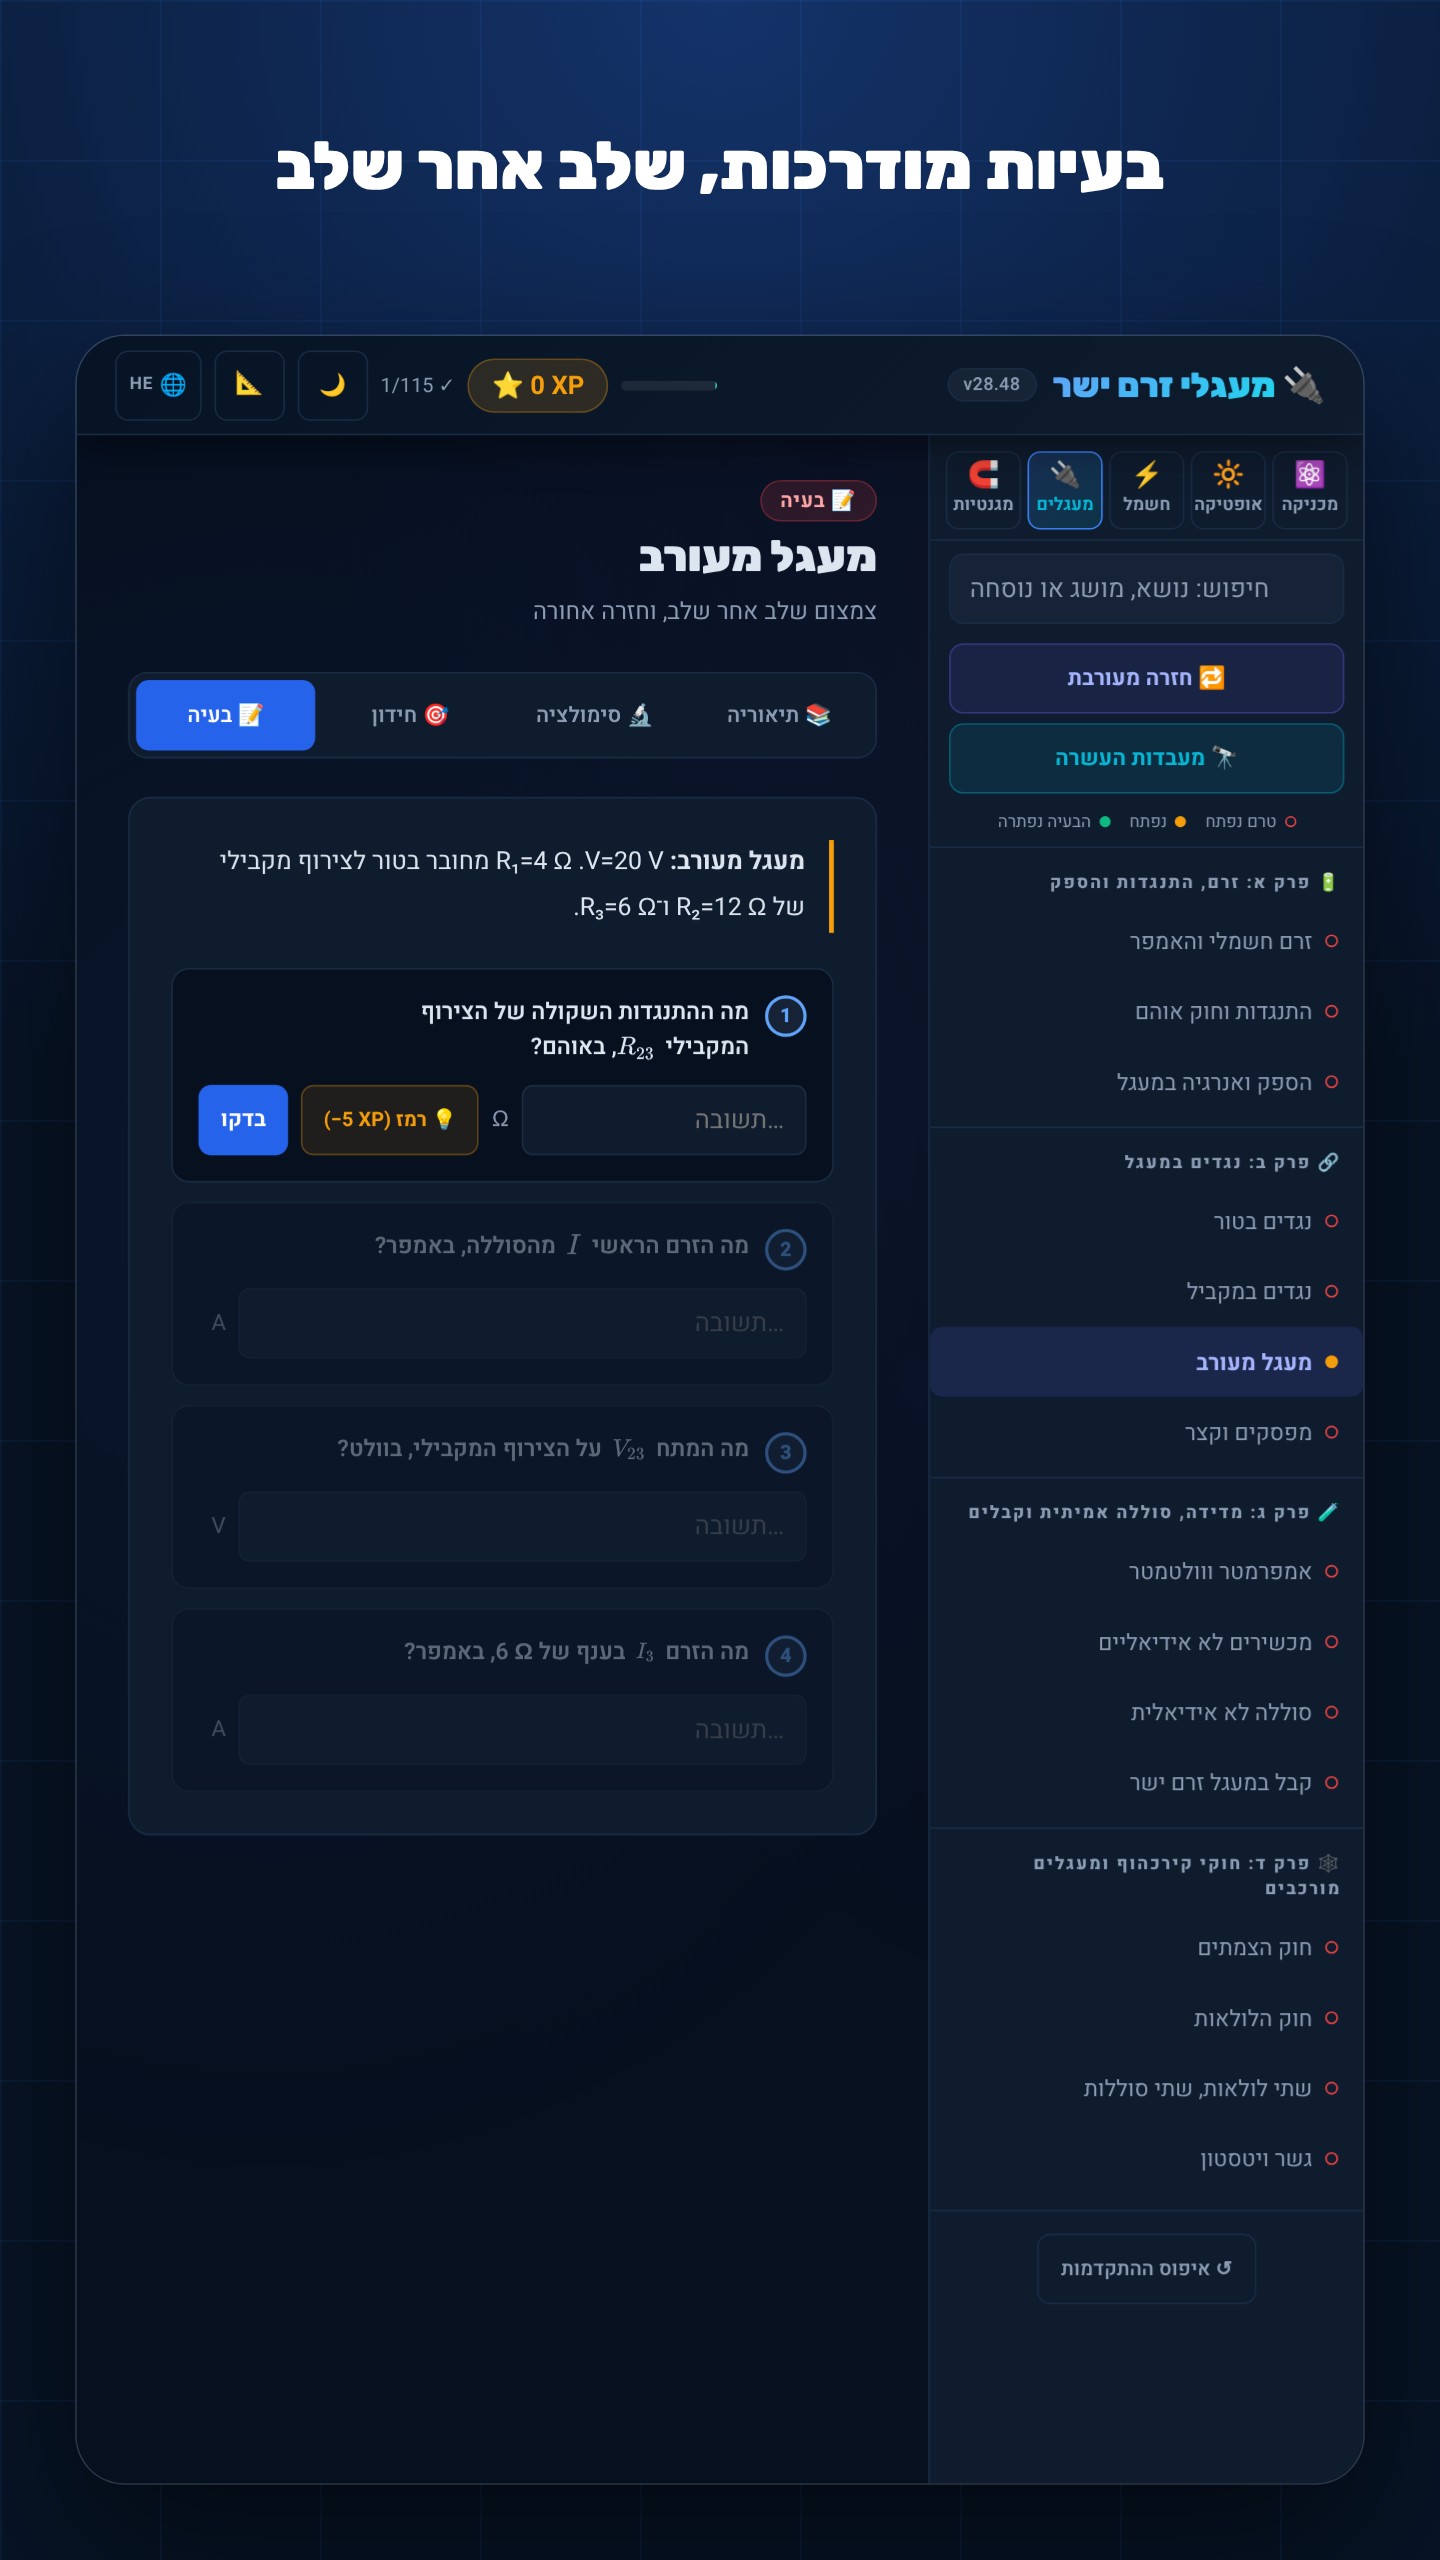 בעיות מודרכות, שלב אחר שלב
🔌 מעגלי זרם ישר v28.48
⭐ 0 XP
1/115 ✓
🌙
📐
🌐 HE
⚛️ מכניקה
🔆 אופטיקה
⚡ חשמל
🔌 מעגלים
🧲 מגנטיות
חיפוש: נושא, מושג או נוסחה
🔁 חזרה מעורבת
🔭 מעבדות העשרה
טרם נפתח נפתח הבעיה נפתרה
🔋 פרק א: זרם, התנגדות והספק
זרם חשמלי והאמפר
התנגדות וחוק אוהם
הספק ואנרגיה במעגל
🔗 פרק ב: נגדים במעגל
נגדים בטור
נגדים במקביל
מעגל מעורב
מפסקים וקצר
🧪 פרק ג: מדידה, סוללה אמיתית וקבלים
אמפרמטר ווולטמטר
מכשירים לא אידיאליים
סוללה לא אידיאלית
קבל במעגל זרם ישר
🕸️ פרק ד: חוקי קירכהוף ומעגלים
מורכבים
חוק הצמתים
חוק הלולאות
שתי לולאות, שתי סוללות
גשר ויטסטון
↺ איפוס ההתקדמות
📝 בעיה
מעגל מעורב
צמצום שלב אחר שלב, וחזרה אחורה
📚 תיאוריה
🔬 סימולציה
🎯 חידון
📝 בעיה
מעגל מעורב: V=20 V. R₁=4 Ω מחובר בטור לצירוף מקבילי
של R₂=12 Ω ו־R₃=6 Ω.
1 מה ההתנגדות השקולה של הצירוף
המקבילי R₂₃, באוהם?
תשובה...
Ω
💡 רמז (−5 XP)
בדקו
2 מה הזרם הראשי I מהסוללה, באמפר?
תשובה...
A
3 מה המתח V₂₃ על הצירוף המקבילי, בוולט?
תשובה...
V
4 מה הזרם I₃ בענף של 6 Ω, באמפר?
תשובה...
A